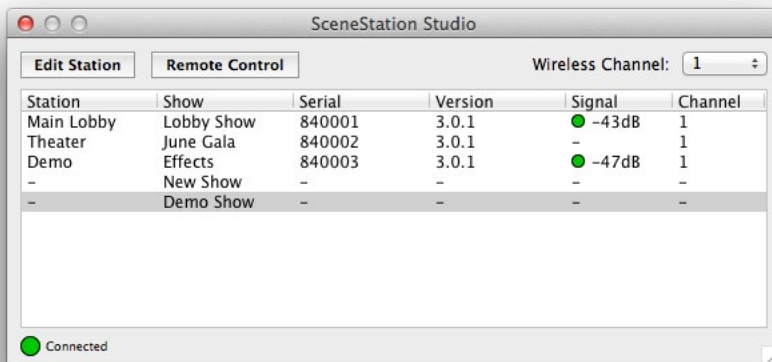 SceneStation Studio
Edit Station Remote Control Wireless Channel: 1
Station Show Serial Version Signal Channel
Main Lobby Lobby Show 840001 3.0.1 -43dB 1
Theater June Gala 840002 3.0.1 - 1
Demo Effects 840003 3.0.1 -47dB 1
- New Show - - - -
- Demo Show - - - -
Connected